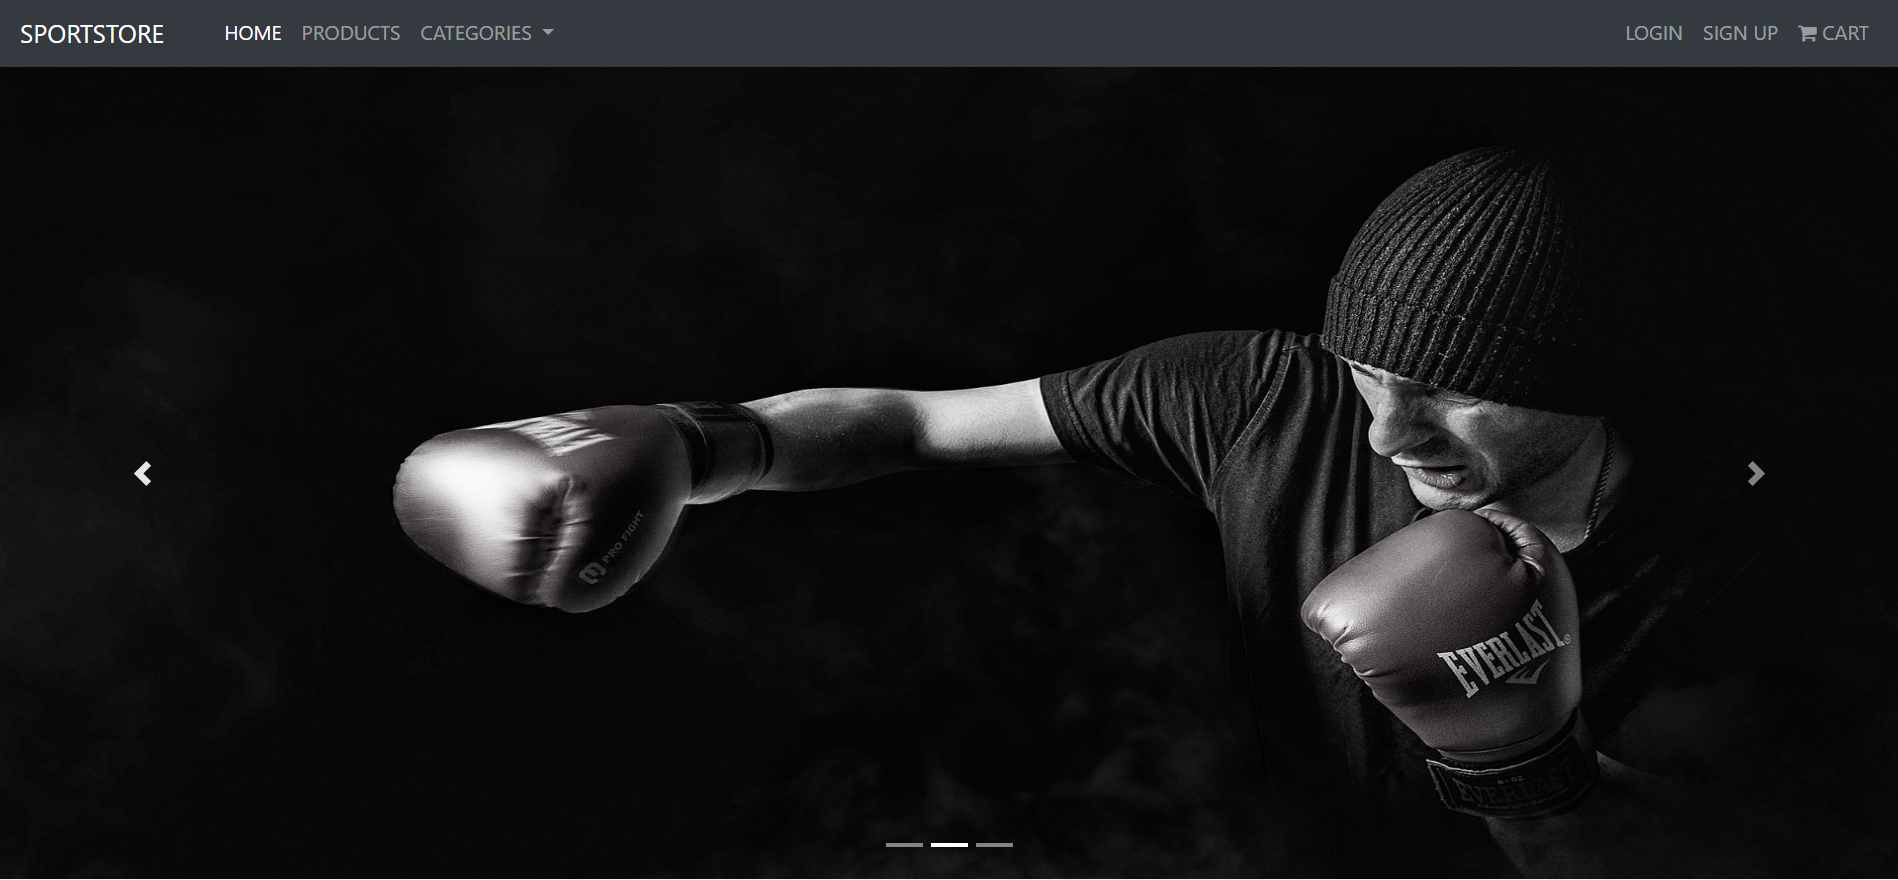 SPORTSTORE
HOME
PRODUCTS
CATEGORIES
LOGIN
SIGN UP
CART
PRO FIGHT
EVERLAST®
EVERLAST